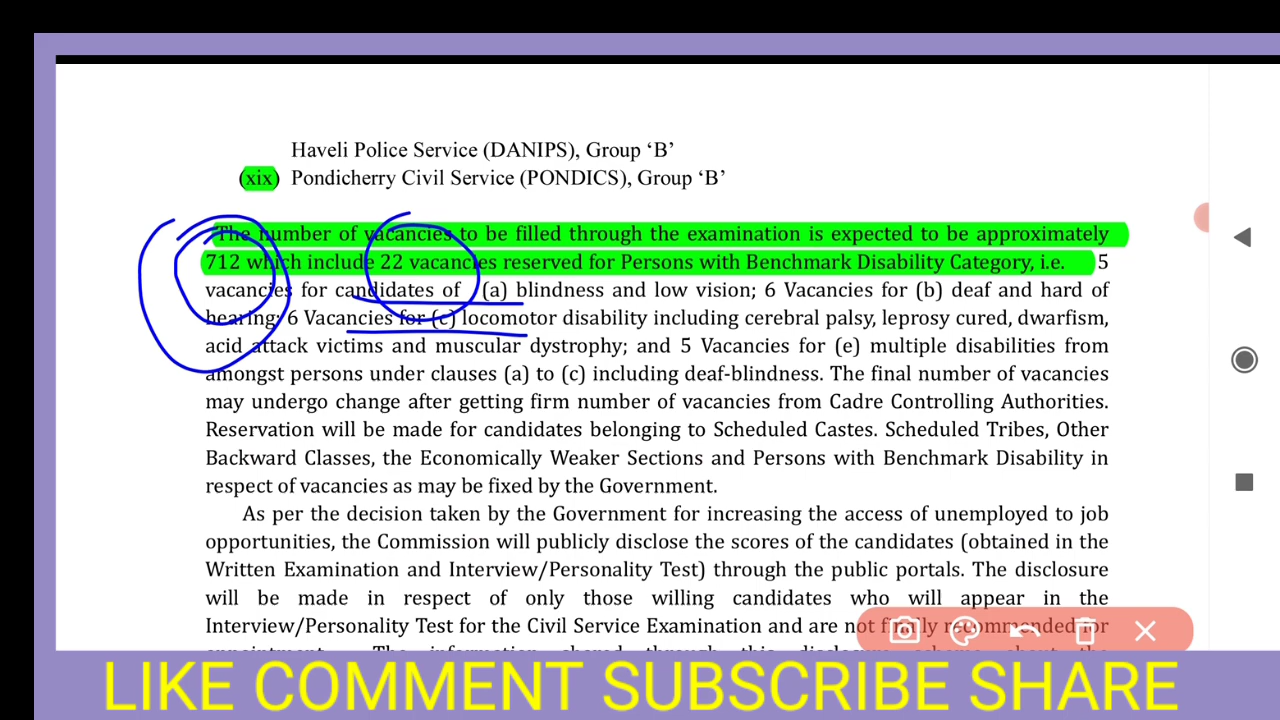 Haveli Police Service (DANIPS), Group ‘B’
(xix) Pondicherry Civil Service (PONDICS), Group ‘B’
The number of vacancies to be filled through the examination is expected to be approximately
712 which include 22 vacancies reserved for Persons with Benchmark Disability Category, i.e. 5
vacancies for candidates of (a) blindness and low vision; 6 Vacancies for (b) deaf and hard of
hearing; 6 Vacancies for (c) locomotor disability including cerebral palsy, leprosy cured, dwarfism,
acid attack victims and muscular dystrophy; and 5 Vacancies for (e) multiple disabilities from
amongst persons under clauses (a) to (c) including deaf-blindness. The final number of vacancies
may undergo change after getting firm number of vacancies from Cadre Controlling Authorities.
Reservation will be made for candidates belonging to Scheduled Castes. Scheduled Tribes, Other
Backward Classes, the Economically Weaker Sections and Persons with Benchmark Disability in
respect of vacancies as may be fixed by the Government.
As per the decision taken by the Government for increasing the access of unemployed to job
opportunities, the Commission will publicly disclose the scores of the candidates (obtained in the
Written Examination and Interview/Personality Test) through the public portals. The disclosure
will be made in respect of only those willing candidates who will appear in the
Interview/Personality Test for the Civil Service Examination and are not finally recommended for
LIKE COMMENT SUBSCRIBE SHARE